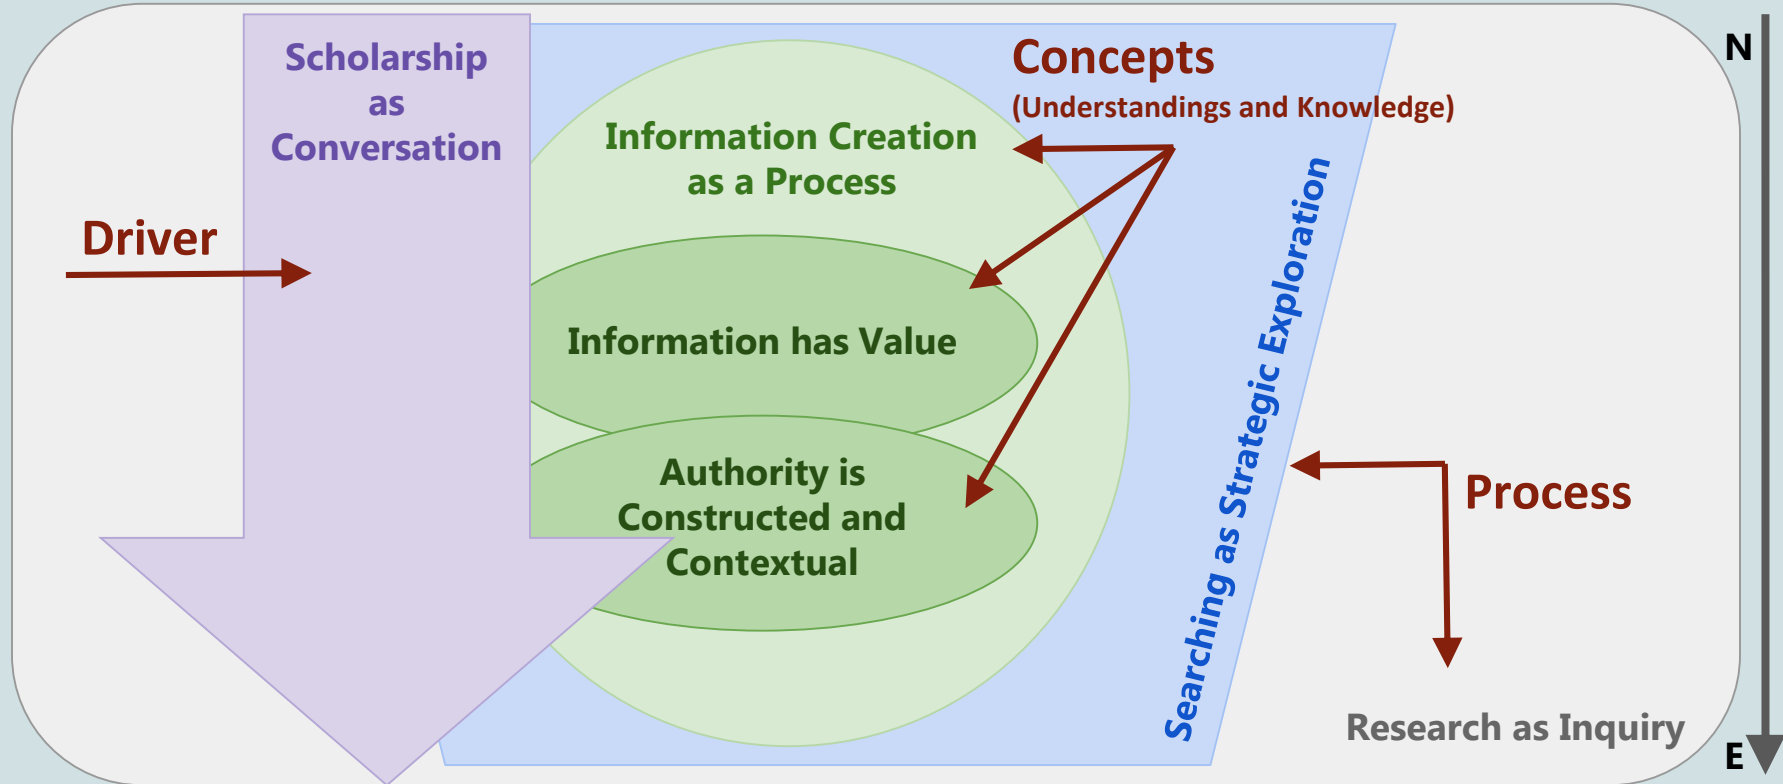 Scholarship
as
Conversation
Driver
Information Creation
as a Process
Information has Value
Authority is
Constructed and
Contextual
Concepts
(Understandings and Knowledge)
Searching as Strategic Exploration
Process
Research as Inquiry
N
E